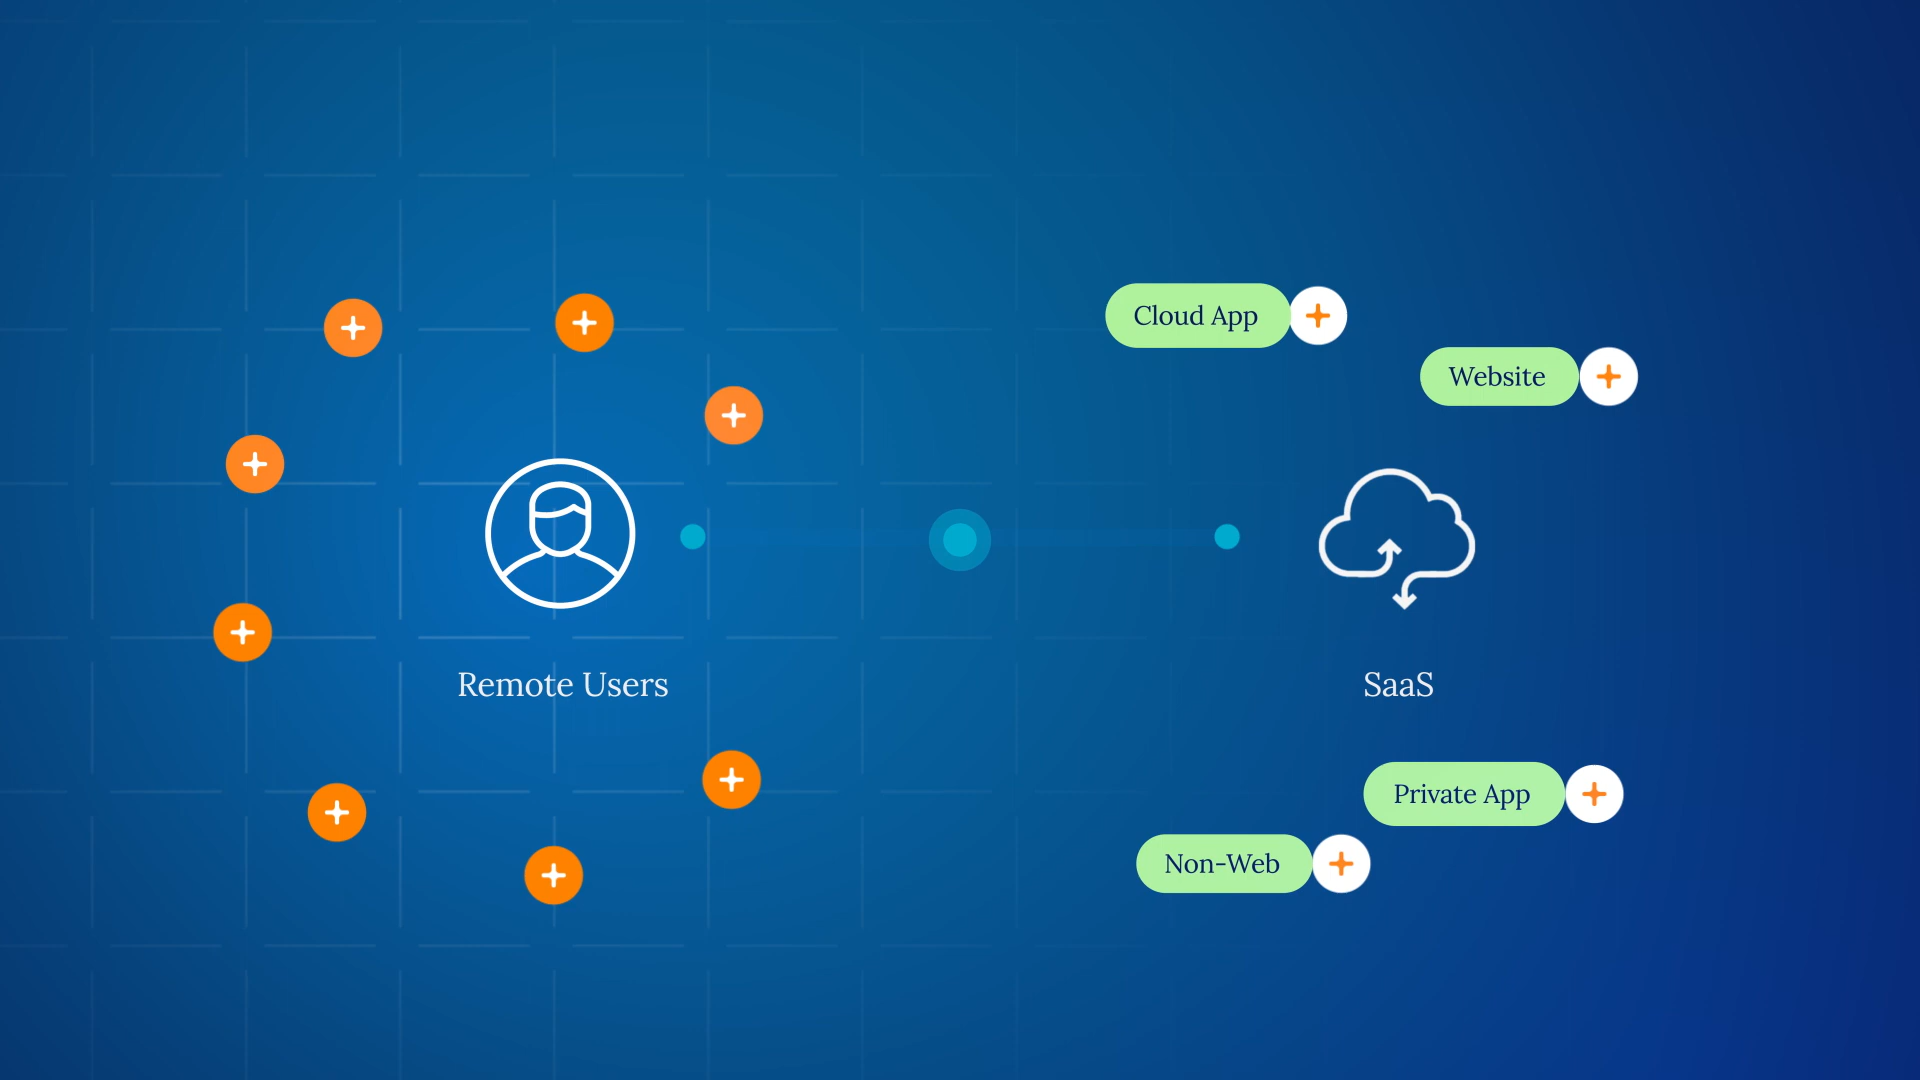 Cloud App
Website
Remote Users
SaaS
Private App
Non-Web